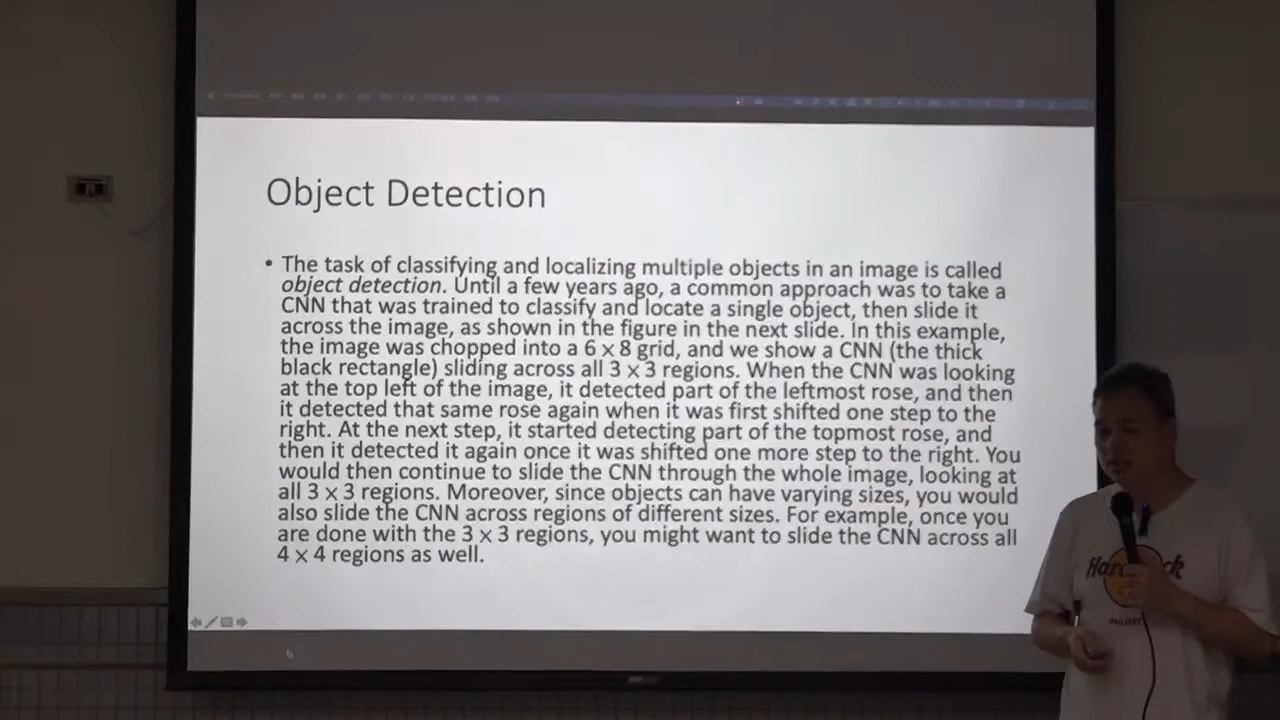 Object Detection
• The task of classifying and localizing multiple objects in an image is called
object detection. Until a few years ago, a common approach was to take a
CNN that was trained to classify and locate a single object, then slide it
across the image, as shown in the figure in the next slide. In this example,
the image was chopped into a 6 × 8 grid, and we show a CNN (the thick
black rectangle) sliding across all 3 × 3 regions. When the CNN was looking
at the top left of the image, it detected part of the leftmost rose, and then
it detected that same rose again when it was first shifted one step to the
right. At the next step, it started detecting part of the topmost rose, and
then it detected it again once it was shifted one more step to the right. You
would then continue to slide the CNN through the whole image, looking at
all 3 × 3 regions. Moreover, since objects can have varying sizes, you would
also slide the CNN across regions of different sizes. For example, once you
are done with the 3 × 3 regions, you might want to slide the CNN across all
4 × 4 regions as well.
PHUKET